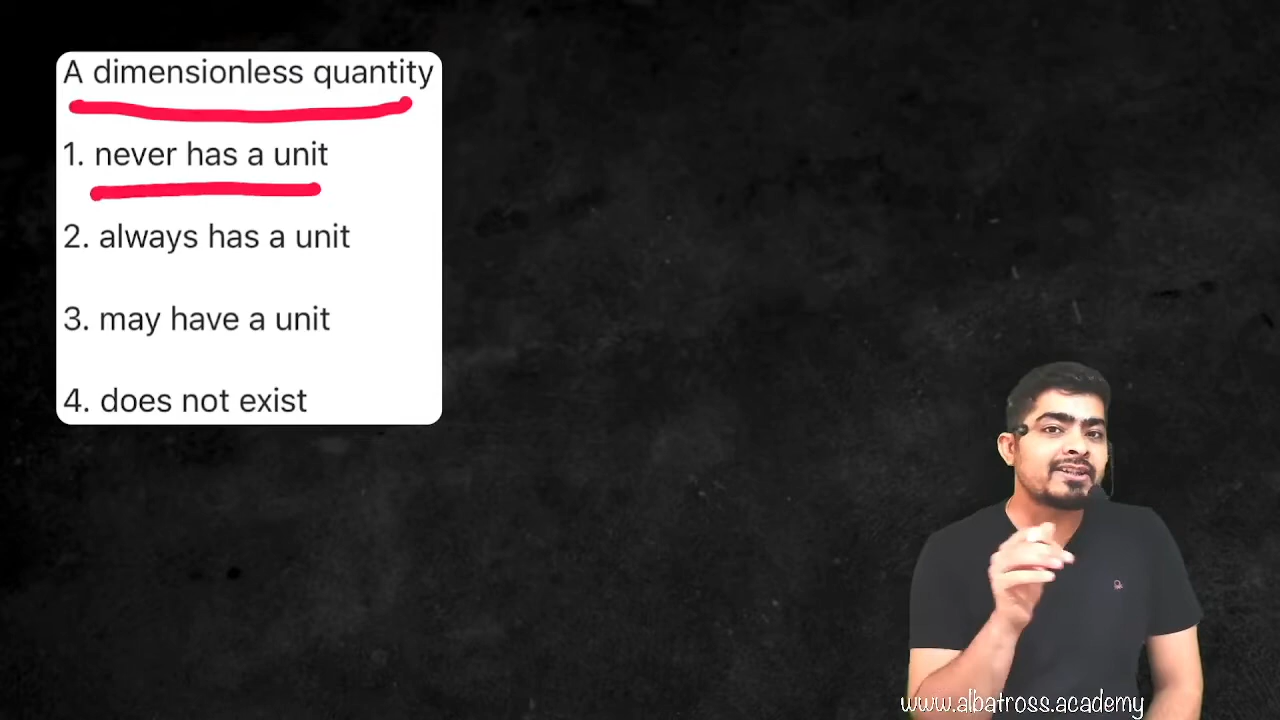 A dimensionless quantity
1. never has a unit
2. always has a unit
3. may have a unit
4. does not exist
www.albatross.academy